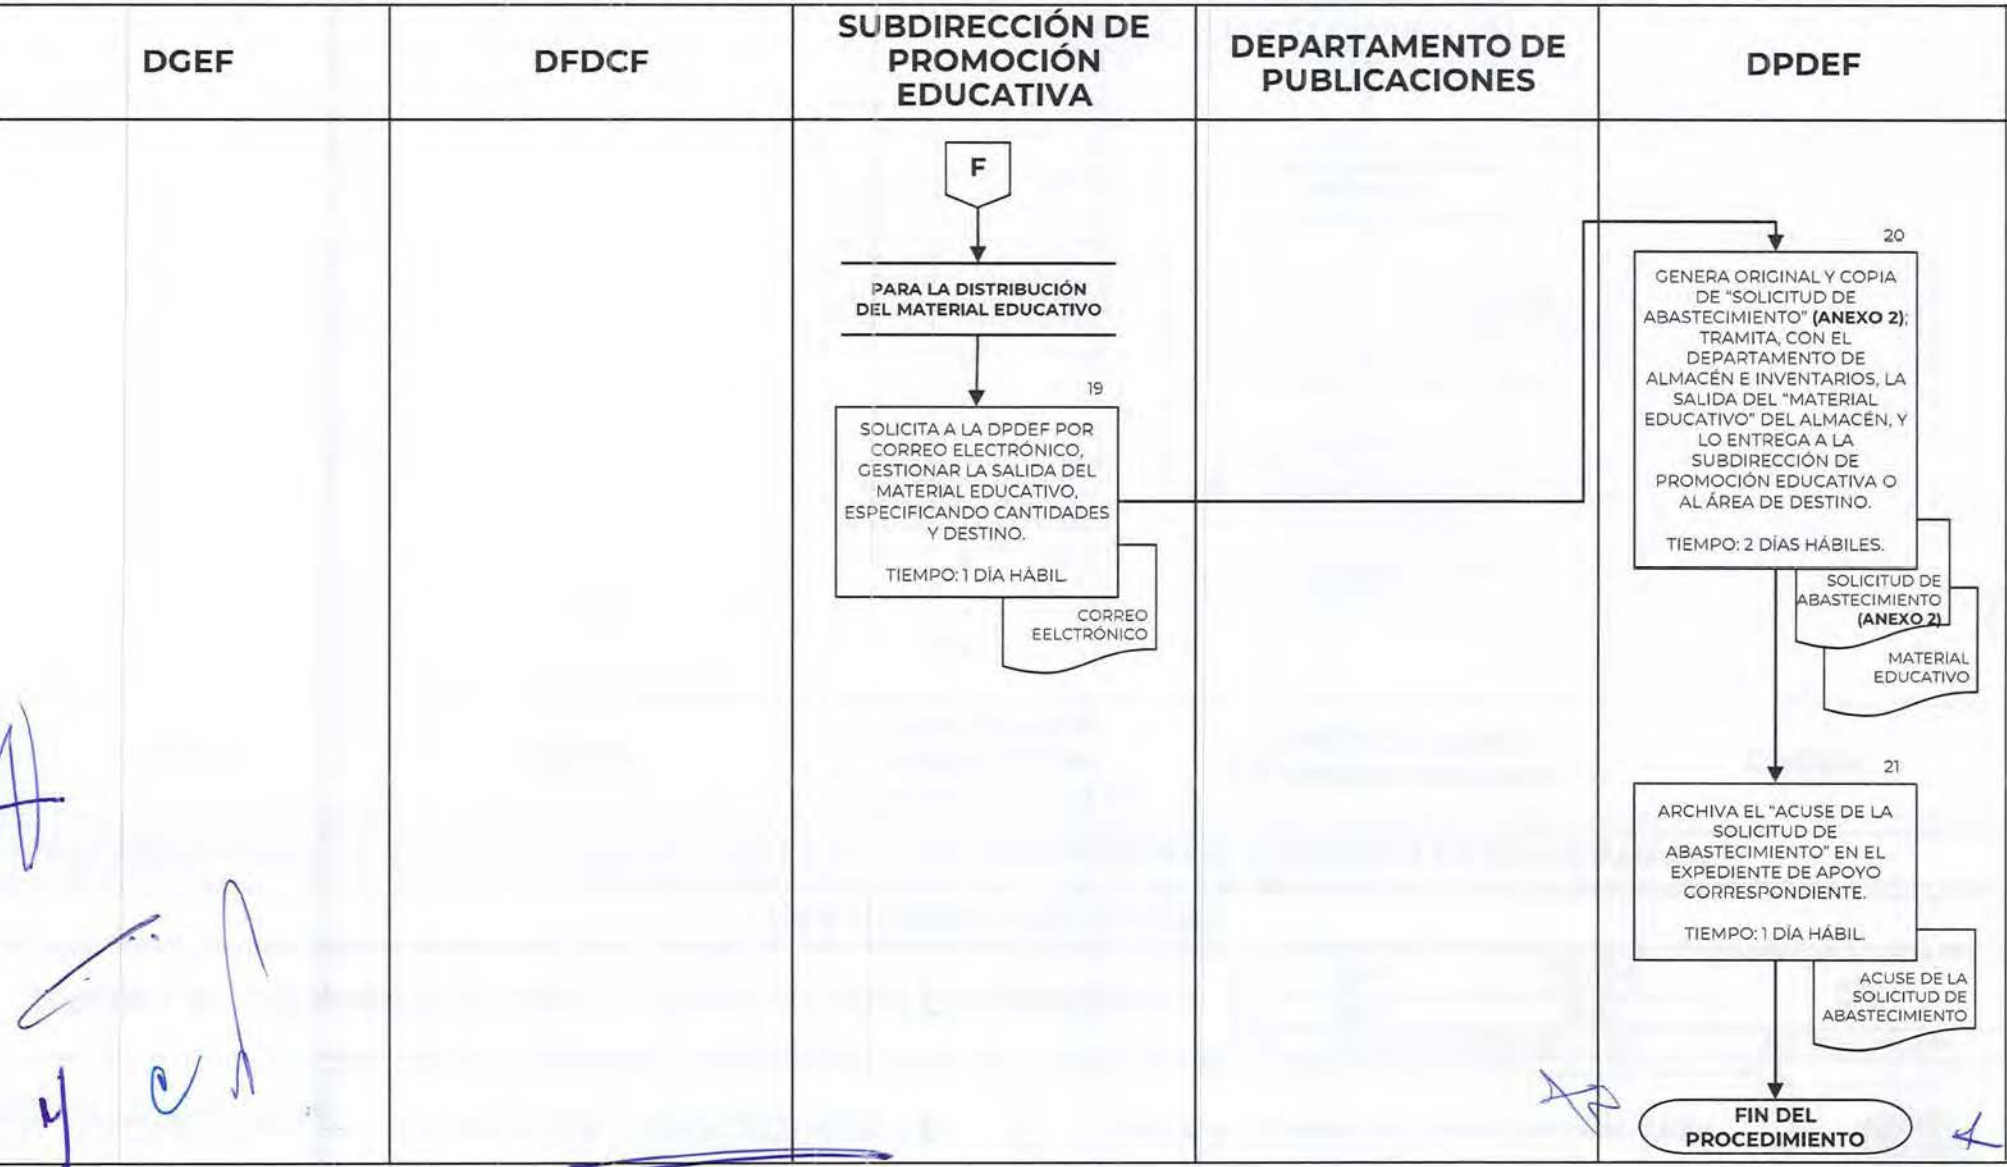 DGEF
DFDCF
SUBDIRECCIÓN DE
PROMOCIÓN
EDUCATIVA
DEPARTAMENTO DE
PUBLICACIONES
DPDEF
F
PARA LA DISTRIBUCIÓN
DEL MATERIAL EDUCATIVO
19
SOLICITA A LA DPDEF POR
CORREO ELECTRÓNICO,
GESTIONAR LA SALIDA DEL
MATERIAL EDUCATIVO,
ESPECIFICANDO CANTIDADES
Y DESTINO.
TIEMPO: 1 DÍA HÁBIL.
CORREO
EELCTRÓNICO
20
GENERA ORIGINAL Y COPIA
DE "SOLICITUD DE
ABASTECIMIENTO" (ANEXO 2);
TRAMITA, CON EL
DEPARTAMENTO DE
ALMACÉN E INVENTARIOS, LA
SALIDA DEL "MATERIAL
EDUCATIVO" DEL ALMACÉN, Y
LO ENTREGA A LA
SUBDIRECCIÓN DE
PROMOCIÓN EDUCATIVA O
AL ÁREA DE DESTINO.
TIEMPO: 2 DÍAS HÁBILES.
SOLICITUD DE
ABASTECIMIENTO
(ANEXO 2)
MATERIAL
EDUCATIVO
21
ARCHIVA EL "ACUSE DE LA
SOLICITUD DE
ABASTECIMIENTO" EN EL
EXPEDIENTE DE APOYO
CORRESPONDIENTE.
TIEMPO: 1 DÍA HÁBIL.
ACUSE DE LA
SOLICITUD DE
ABASTECIMIENTO
FIN DEL
PROCEDIMIENTO